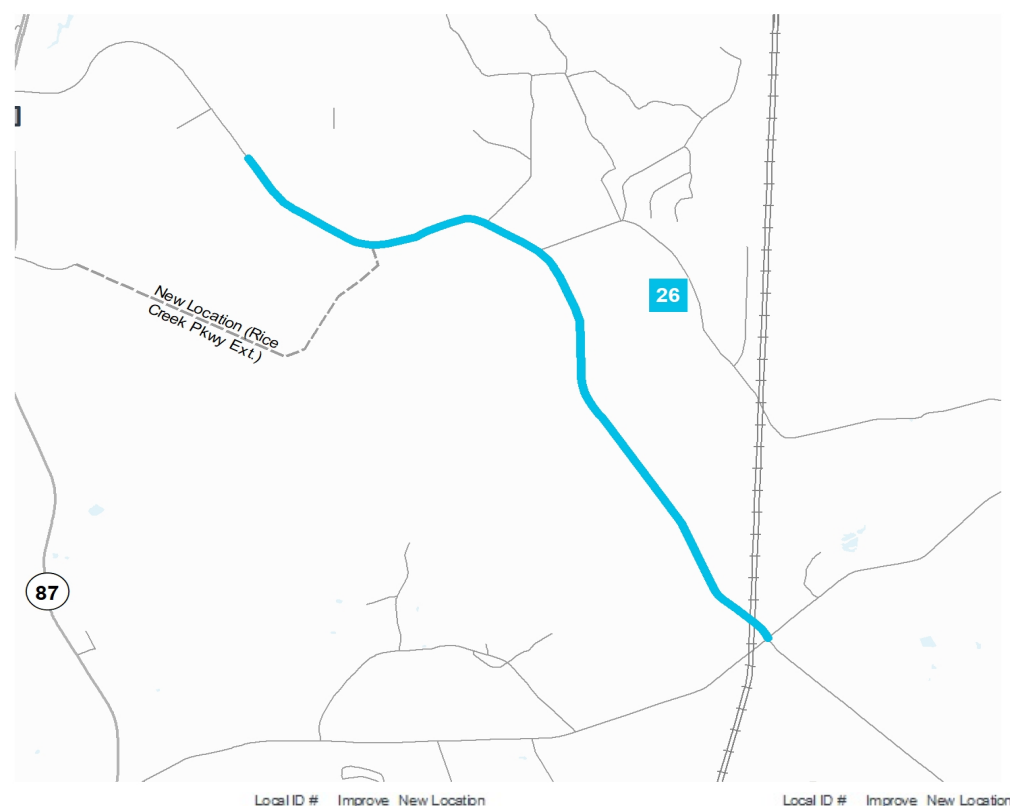 New Location (Rice
Creek Pkwy Ext.)
26
87
Local ID # Improve New Location Local ID # Improve New Location